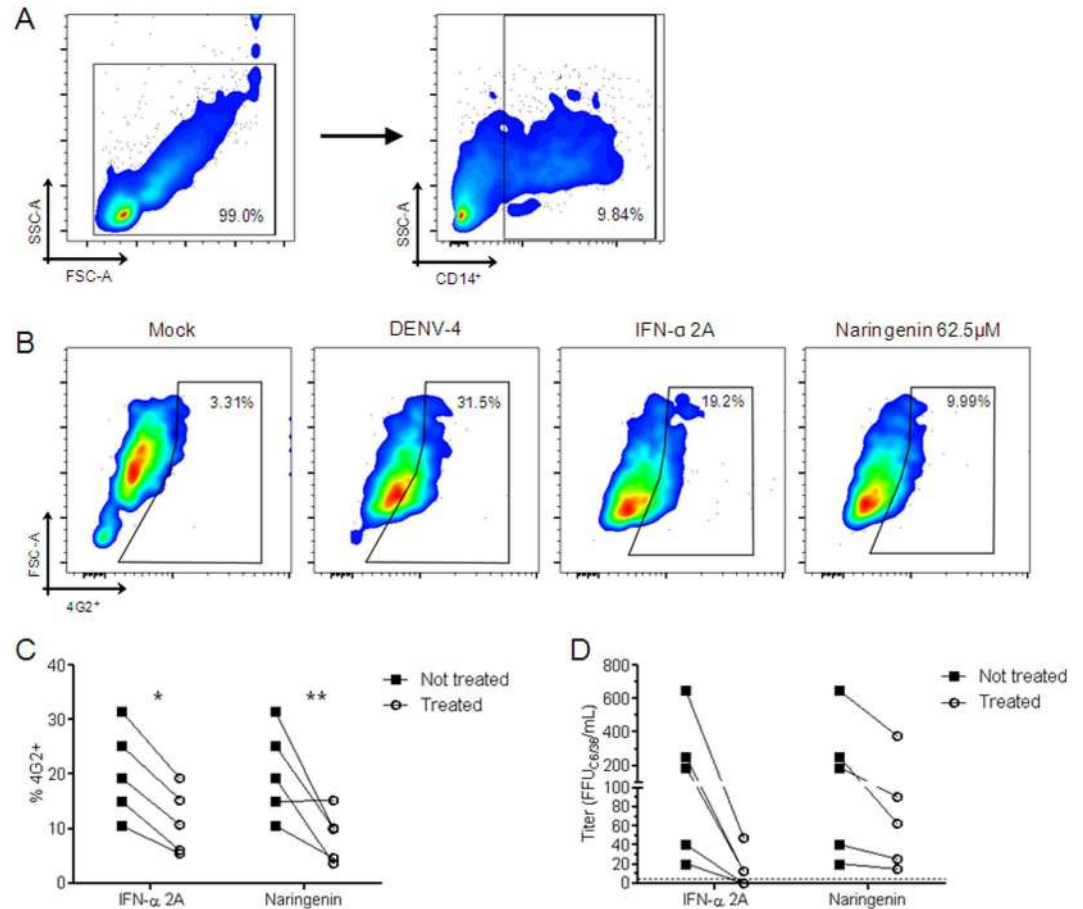 A
SSC-A
99.0%
FSC-A
SSC-A
9.84%
CD14⁺
B
Mock
DENV-4
IFN-α 2A
Naringenin 62.5µM
3.31%
31.5%
19.2%
9.99%
FSC-A
4G2⁺
C
40
30
20
10
0
% 4G2+
*
**
Not treated
Treated
IFN-α 2A
Naringenin
D
800
600
400
200
100
80
60
40
20
0
Titer (FFU C6/36/mL)
Not treated
Treated
IFN-α 2A
Naringenin